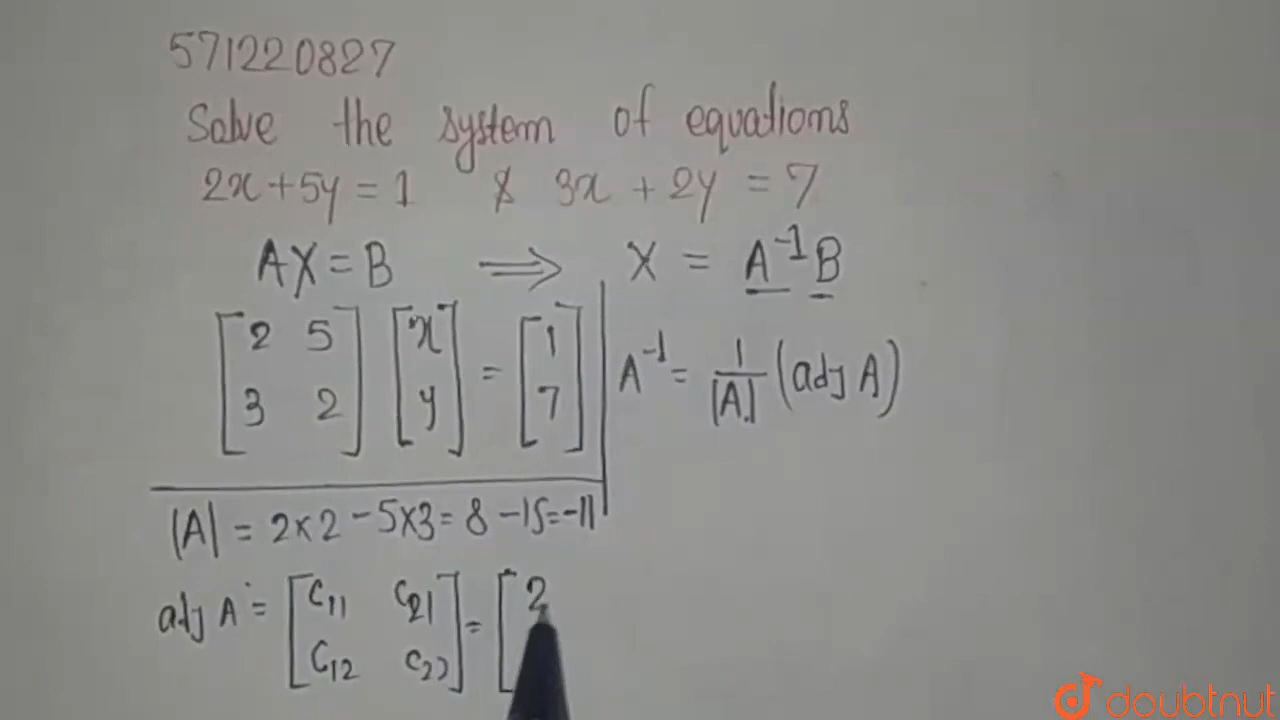 571220827
Solve the system of equations
2x+5y=1 & 3x+2y=7
AX=B ⟹ X = A⁻¹B
[2 5; 3 2] [x; y] = [1; 7]
A⁻¹ = 1/|A| (adj A)
|A| = 2×2-5×3=8-15=-11
adj A = [C11 C21; C12 C22] = [2
doubtnut